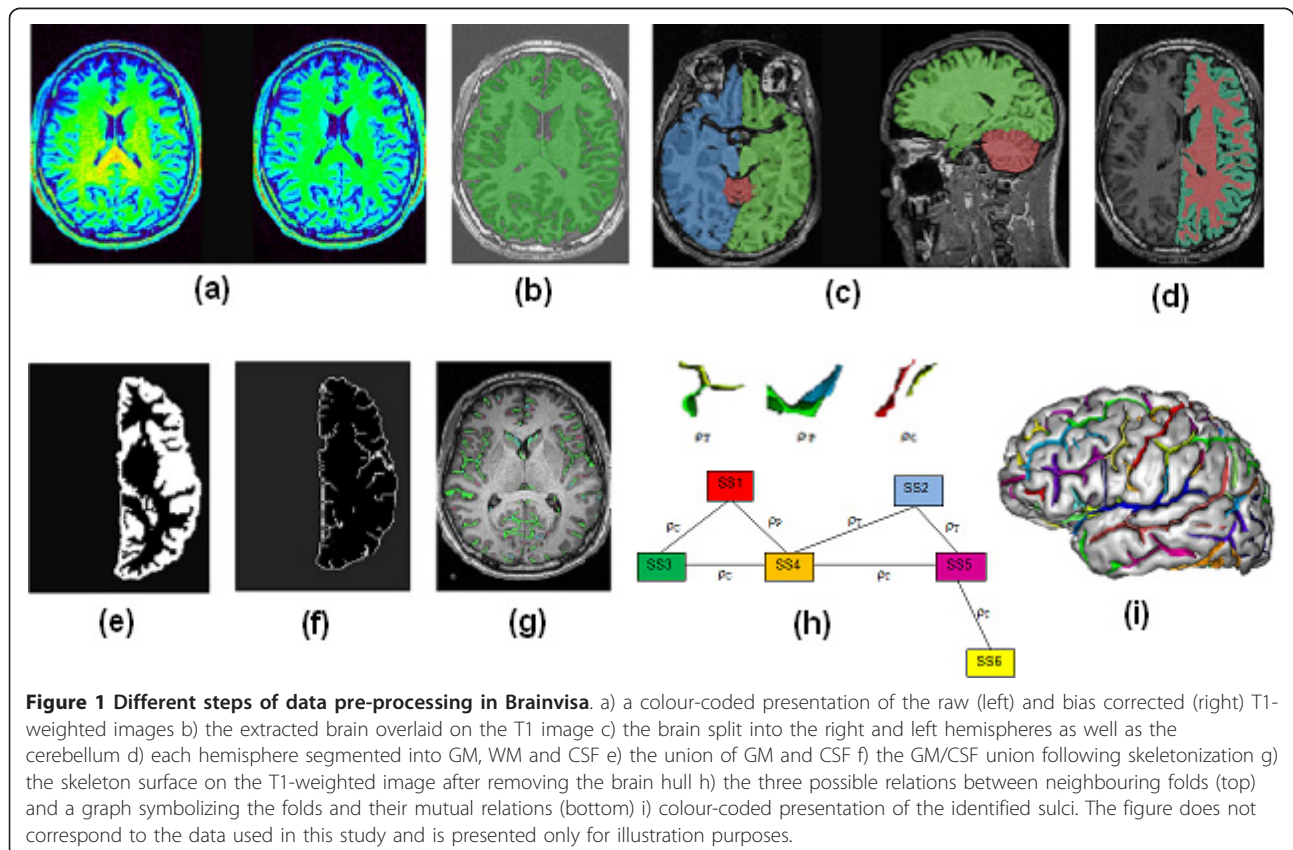 (a)
(b)
(c)
(d)
ρT ρP ρC
SS1 SS2
ρC ρP ρT ρT
SS3 SS4 SS5
ρC ρC
ρC
SS6
(e)
(f)
(g)
(h)
(i)
Figure 1 Different steps of data pre-processing in Brainvisa. a) a colour-coded presentation of the raw (left) and bias corrected (right) T1-
weighted images b) the extracted brain overlaid on the T1 image c) the brain split into the right and left hemispheres as well as the
cerebellum d) each hemisphere segmented into GM, WM and CSF e) the union of GM and CSF f) the GM/CSF union following skeletonization g)
the skeleton surface on the T1-weighted image after removing the brain hull h) the three possible relations between neighbouring folds (top)
and a graph symbolizing the folds and their mutual relations (bottom) i) colour-coded presentation of the identified sulci. The figure does not
correspond to the data used in this study and is presented only for illustration purposes.